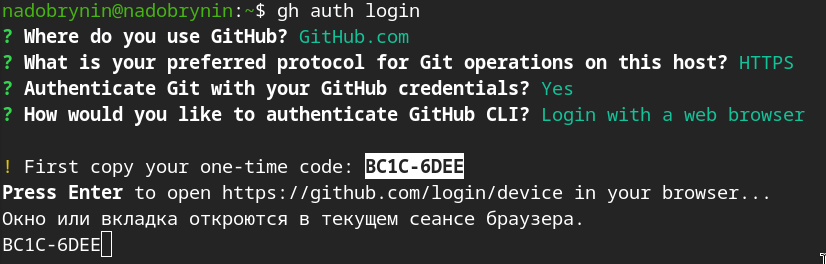 nadobrynin@nadobrynin:~$ gh auth login
? Where do you use GitHub? GitHub.com
? What is your preferred protocol for Git operations on this host? HTTPS
? Authenticate Git with your GitHub credentials? Yes
? How would you like to authenticate GitHub CLI? Login with a web browser
! First copy your one-time code: BC1C-6DEE
Press Enter to open https://github.com/login/device in your browser...
Окно или вкладка откроются в текущем сеансе браузера.
BC1C-6DEE